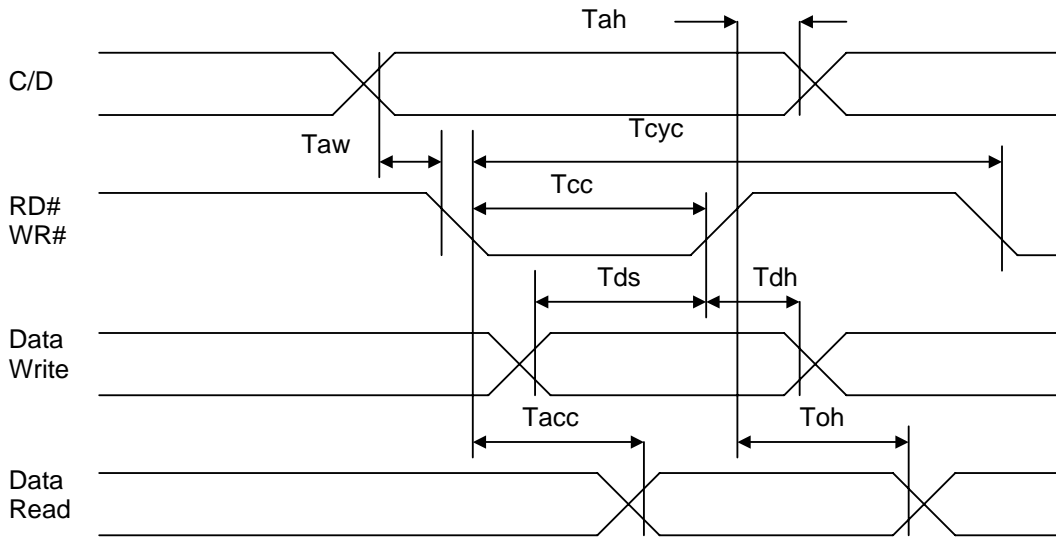 Tah
C/D
Tcyc
Taw
Tcc
RD#
WR#
Tds
Tdh
Data
Write
Tacc
Toh
Data
Read